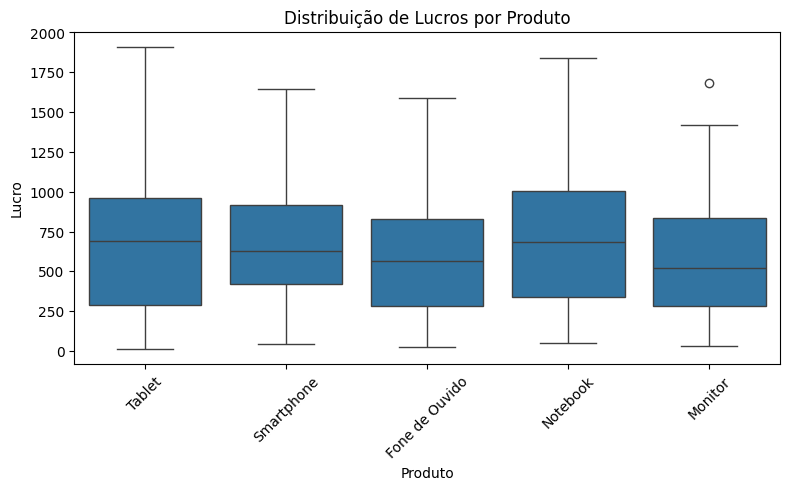 Distribuição de Lucros por Produto
2000
1750
1500
1250
1000
750
500
250
0
Lucro
Tablet
Smartphone
Fone de Ouvido
Notebook
Monitor
Produto